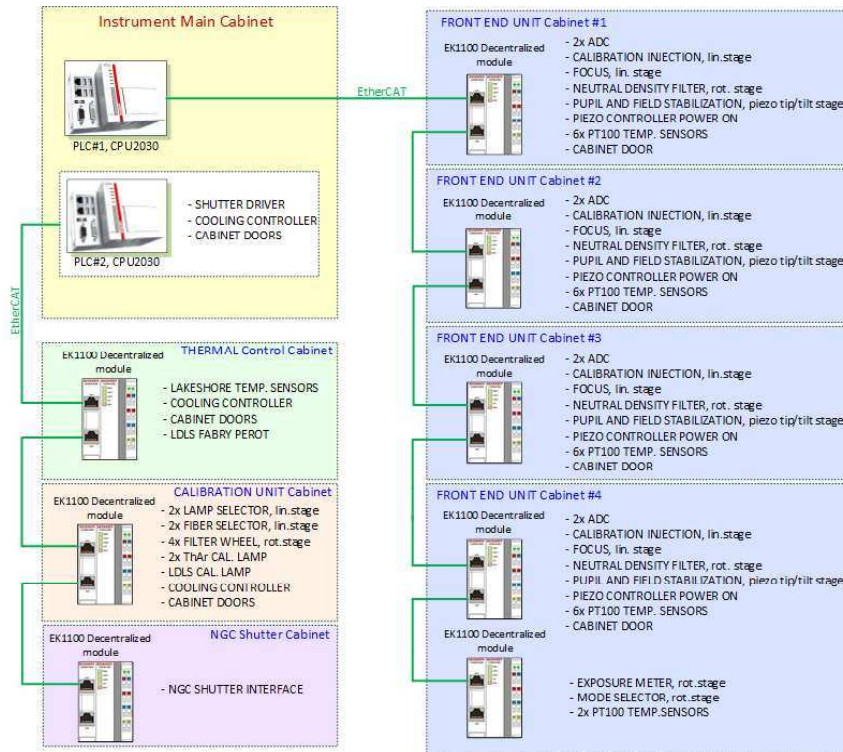 Instrument Main Cabinet
PLC#1, CPU2030
EtherCAT
PLC#2, CPU2030
- SHUTTER DRIVER
- COOLING CONTROLLER
- CABINET DOORS
EtherCAT
THERMAL Control Cabinet
EK1100 Decentralized
module
- LAKESHORE TEMP. SENSORS
- COOLING CONTROLLER
- CABINET DOORS
- LDLS FABRY PEROT
CALIBRATION UNIT Cabinet
EK1100 Decentralized
module
- 2x LAMP SELECTOR, lin.stage
- 2x FIBER SELECTOR, lin.stage
- 4x FILTER WHEEL, rot.stage
- 2x ThAr CAL. LAMP
- LDLS CAL. LAMP
- COOLING CONTROLLER
- CABINET DOORS
NGC Shutter Cabinet
EK1100 Decentralized
module
- NGC SHUTTER INTERFACE
FRONT END UNIT Cabinet #1
EK1100 Decentralized
module
- 2x ADC
- CALIBRATION INJECTION, lin.stage
- FOCUS, lin. stage
- NEUTRAL DENSITY FILTER, rot. stage
- PUPIL AND FIELD STABILIZATION, piezo tip/tilt stage
- PIEZO CONTROLLER POWER ON
- 6x PT100 TEMP. SENSORS
- CABINET DOOR
FRONT END UNIT Cabinet #2
EK1100 Decentralized
module
- 2x ADC
- CALIBRATION INJECTION, lin.stage
- FOCUS, lin. stage
- NEUTRAL DENSITY FILTER, rot. stage
- PUPIL AND FIELD STABILIZATION, piezo tip/tilt stage
- PIEZO CONTROLLER POWER ON
- 6x PT100 TEMP. SENSORS
- CABINET DOOR
FRONT END UNIT Cabinet #3
EK1100 Decentralized
module
- 2x ADC
- CALIBRATION INJECTION, lin.stage
- FOCUS, lin. stage
- NEUTRAL DENSITY FILTER, rot. stage
- PUPIL AND FIELD STABILIZATION, piezo tip/tilt stage
- PIEZO CONTROLLER POWER ON
- 6x PT100 TEMP. SENSORS
- CABINET DOOR
FRONT END UNIT Cabinet #4
EK1100 Decentralized
module
- 2x ADC
- CALIBRATION INJECTION, lin.stage
- FOCUS, lin. stage
- NEUTRAL DENSITY FILTER, rot. stage
- PUPIL AND FIELD STABILIZATION, piezo tip/tilt stage
- PIEZO CONTROLLER POWER ON
- 6x PT100 TEMP. SENSORS
- CABINET DOOR
EK1100 Decentralized
module
- EXPOSURE METER, rot.stage
- MODE SELECTOR, rot.stage
- 2x PT100 TEMP.SENSORS